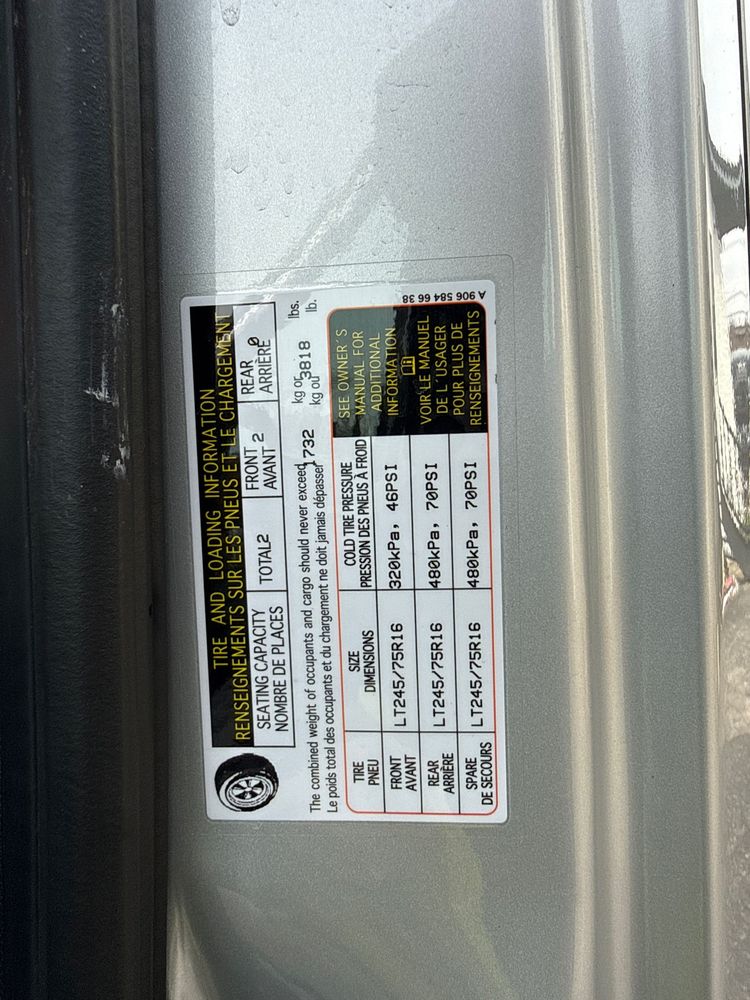 TIRE AND LOADING INFORMATION
RENSEIGNEMENTS SUR LES PNEUS ET LE CHARGEMENT
SEATING CAPACITY
NOMBRE DE PLACES
TOTAL2
FRONT 2
AVANT
REAR 0
ARRIÈRE
The combined weight of occupants and cargo should never exceed 1732 kg or 3818 lbs.
Le poids total des occupants et du chargement ne doit jamais dépasser kg ou lb.
TIRE
PNEU
SIZE
DIMENSIONS
COLD TIRE PRESSURE
PRESSION DES PNEUS À FROID
FRONT
AVANT
LT245/75R16
320kPa, 46PSI
REAR
ARRIÈRE
LT245/75R16
480kPa, 70PSI
SPARE
DE SECOURS
LT245/75R16
480kPa, 70PSI
SEE OWNER'S
MANUAL FOR
ADDITIONAL
INFORMATION
VOIR LE MANUEL
DE L'USAGER
POUR PLUS DE
RENSEIGNEMENTS
A 906 584 66 38